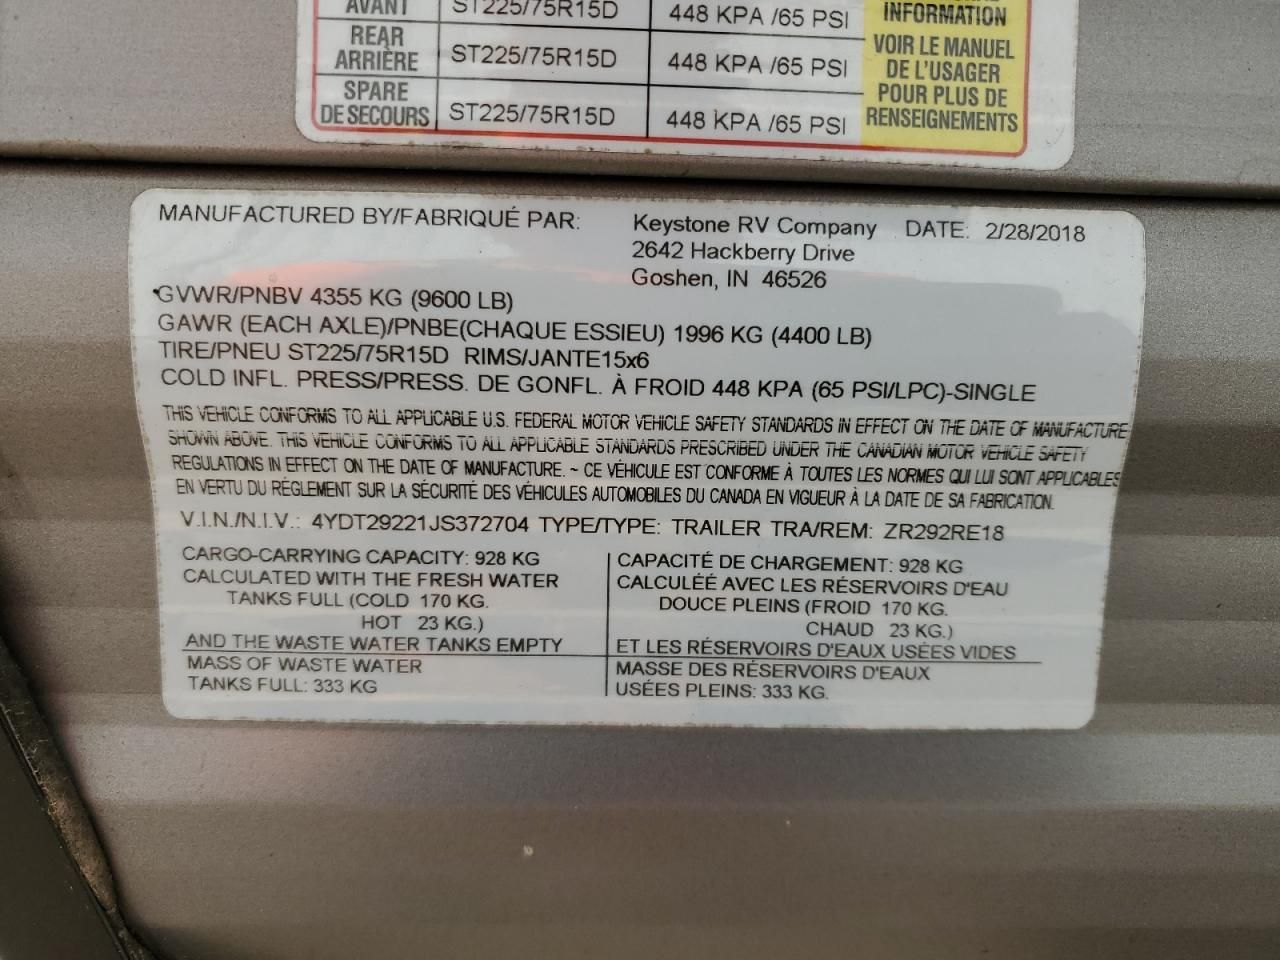 AVANT ST225/75R15D 448 KPA /65 PSI
INFORMATION
REAR
ARRIÈRE ST225/75R15D 448 KPA /65 PSI
VOIR LE MANUEL
DE L'USAGER
POUR PLUS DE
RENSEIGNEMENTS
SPARE
DE SECOURS ST225/75R15D 448 KPA /65 PSI
MANUFACTURED BY/FABRIQUÉ PAR: Keystone RV Company DATE: 2/28/2018
2642 Hackberry Drive
Goshen, IN 46526
GVWR/PNBV 4355 KG (9600 LB)
GAWR (EACH AXLE)/PNBE(CHAQUE ESSIEU) 1996 KG (4400 LB)
TIRE/PNEU ST225/75R15D RIMS/JANTE15x6
COLD INFL. PRESS/PRESS. DE GONFL. À FROID 448 KPA (65 PSI/LPC)-SINGLE
THIS VEHICLE CONFORMS TO ALL APPLICABLE U.S. FEDERAL MOTOR VEHICLE SAFETY STANDARDS IN EFFECT ON THE DATE OF MANUFACTURE
SHOWN ABOVE. THIS VEHICLE CONFORMS TO ALL APPLICABLE STANDARDS PRESCRIBED UNDER THE CANADIAN MOTOR VEHICLE SAFETY
REGULATIONS IN EFFECT ON THE DATE OF MANUFACTURE. ~ CE VÉHICULE EST CONFORME À TOUTES LES NORMES QUI LUI SONT APPLICABLES
EN VERTU DU RÈGLEMENT SUR LA SÉCURITÉ DES VÉHICULES AUTOMOBILES DU CANADA EN VIGUEUR À LA DATE DE SA FABRICATION.
V.I.N./N.I.V.: 4YDT29221JS372704 TYPE/TYPE: TRAILER TRA/REM: ZR292RE18
CARGO-CARRYING CAPACITY: 928 KG
CALCULATED WITH THE FRESH WATER
TANKS FULL (COLD 170 KG.
HOT 23 KG.)
AND THE WASTE WATER TANKS EMPTY
MASS OF WASTE WATER
TANKS FULL: 333 KG
CAPACITÉ DE CHARGEMENT: 928 KG
CALCULÉÉ AVEC LES RÉSERVOIRS D'EAU
DOUCE PLEINS (FROID 170 KG.
CHAUD 23 KG.)
ET LES RÉSERVOIRS D'EAUX USÉES VIDES
MASSE DES RÉSERVOIRS D'EAUX
USÉES PLEINS: 333 KG.